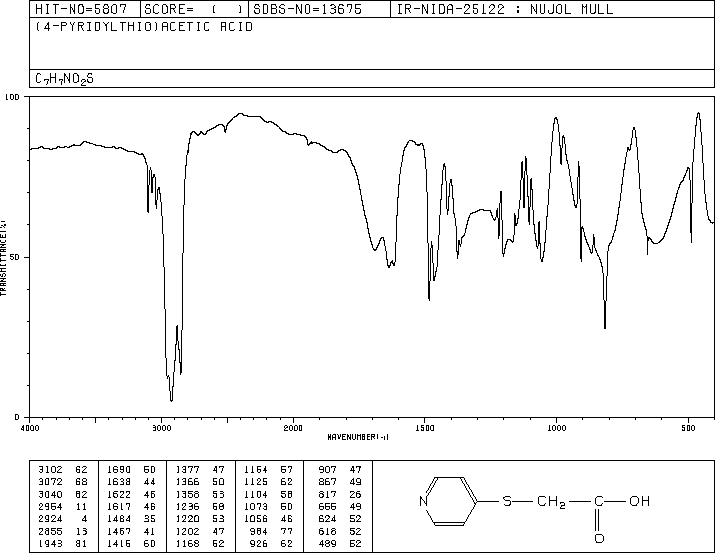 HIT-NO=5807 SCORE= ( ) SDBS-NO=13675 IR-NIDA-25122 : NUJOL MULL
(4-PYRIDYLTHIO)ACETIC ACID
C7H7NO2S
100
50
0
TRANSMITTANCE(%)
4000 3000 2000 1500 1000 500
WAVENUMBER(-1)
3102 62 1690 50 1377 47 1154 57 907 47
3072 68 1638 44 1366 50 1125 62 867 49
3040 62 1622 46 1358 53 1104 58 817 26
2954 11 1617 46 1236 58 1073 50 655 49
2924 4 1484 35 1220 53 1056 46 624 52
2855 13 1467 41 1202 47 984 77 618 52
1943 81 1415 60 1168 52 926 62 489 52
N S CH2 C OH
O